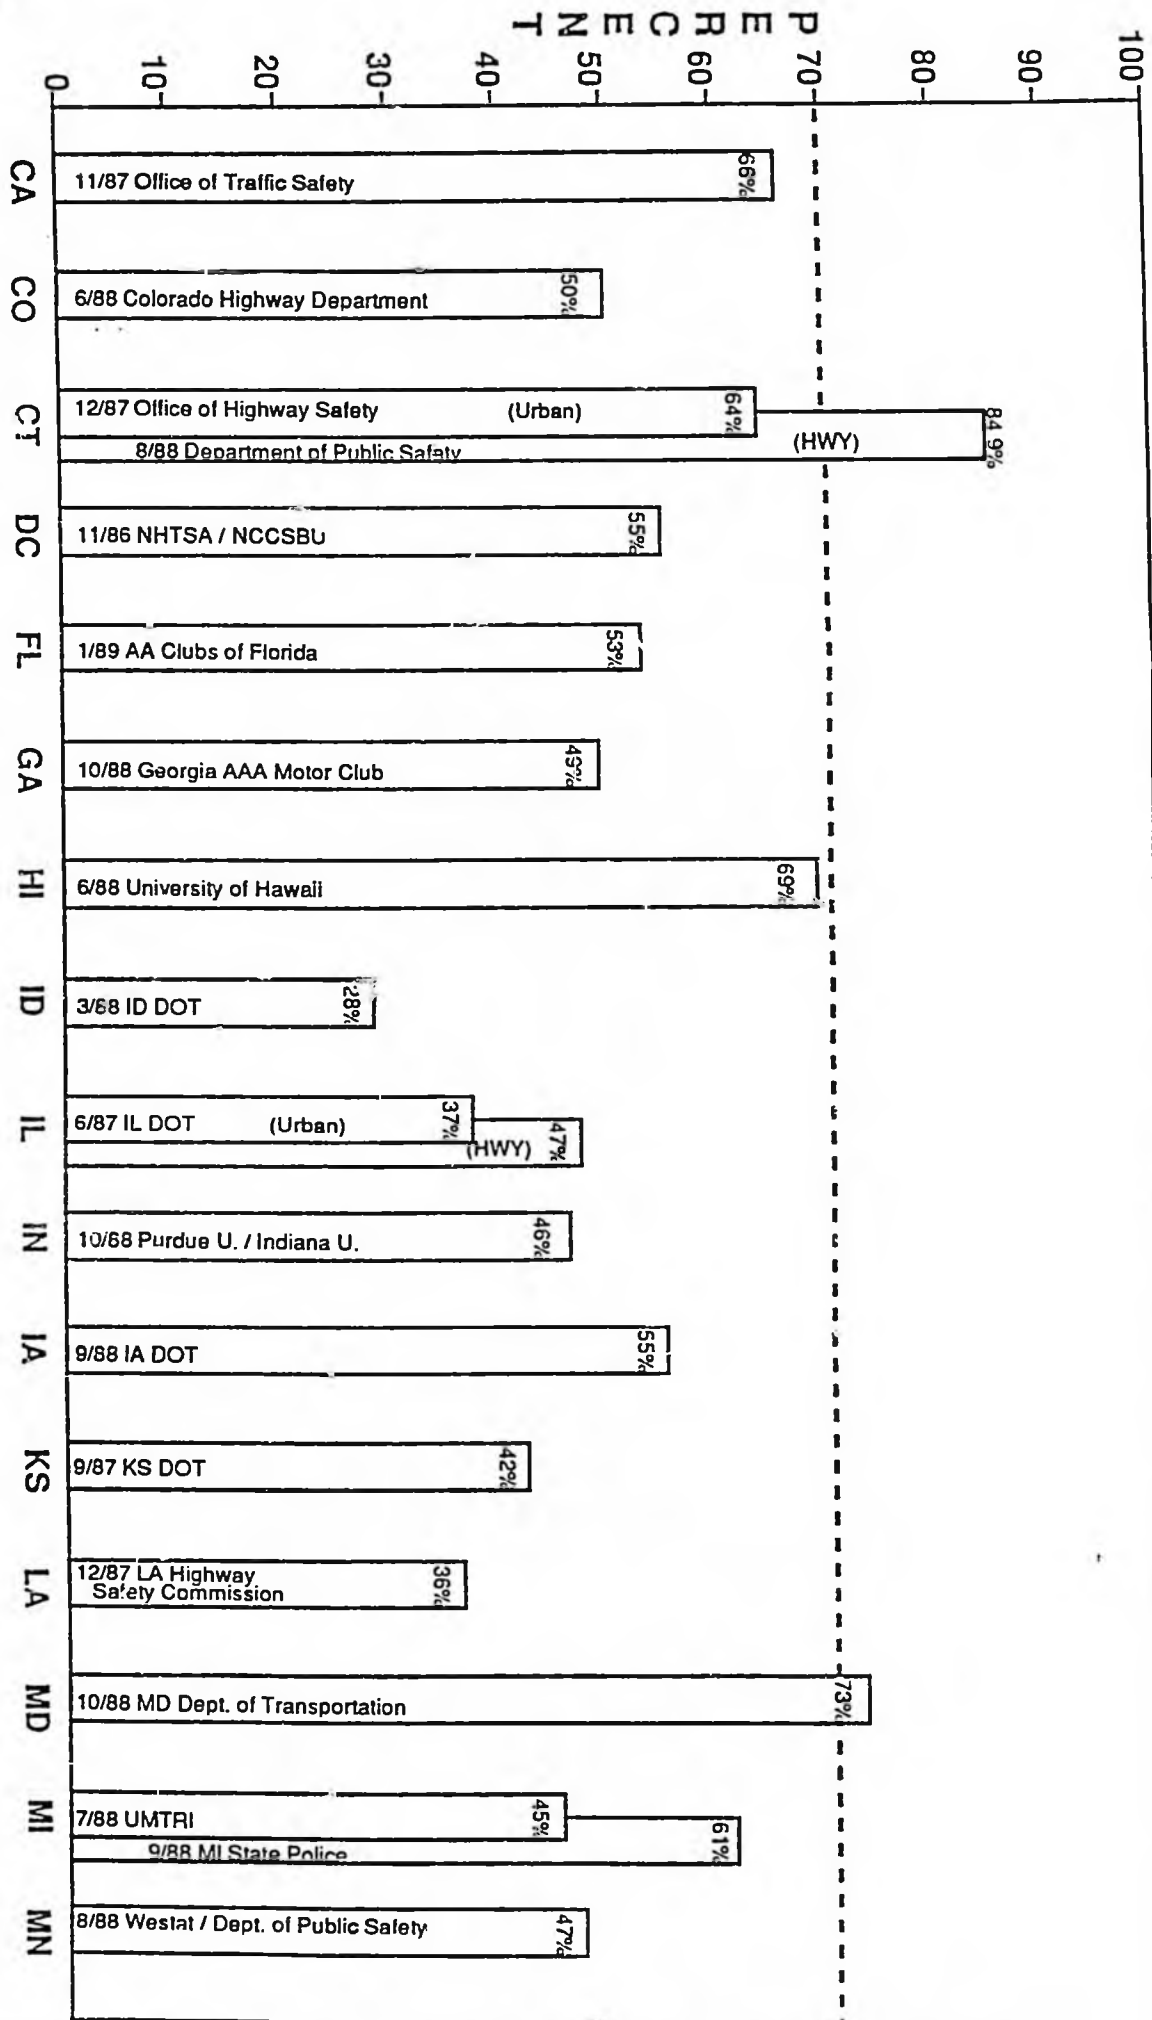 PERCENT
100
90
80
70
60
50
40
30
20
10
0
CA
11/87 Office of Traffic Safety
66%
CO
6/88 Colorado Highway Department
50%
CT
12/87 Office of Highway Safety (Urban)
64%
8/88 Department of Public Safety
(HWY)
84 9%
DC
11/86 NHTSA / NCCSBU
55%
FL
1/89 AA Clubs of Florida
53%
GA
10/88 Georgia AAA Motor Club
49%
HI
6/88 University of Hawaii
69%
ID
3/88 ID DOT
28%
IL
6/87 IL DOT (Urban)
37%
(HWY)
47%
IN
10/88 Purdue U. / Indiana U.
46%
IA
9/88 IA DOT
55%
KS
9/87 KS DOT
42%
LA
12/87 LA Highway
Safety Commission
36%
MD
10/88 MD Dept. of Transportation
73%
MI
7/88 UMTRI
45%
9/88 MI State Police
61%
MN
8/88 Westat / Dept. of Public Safety
47%